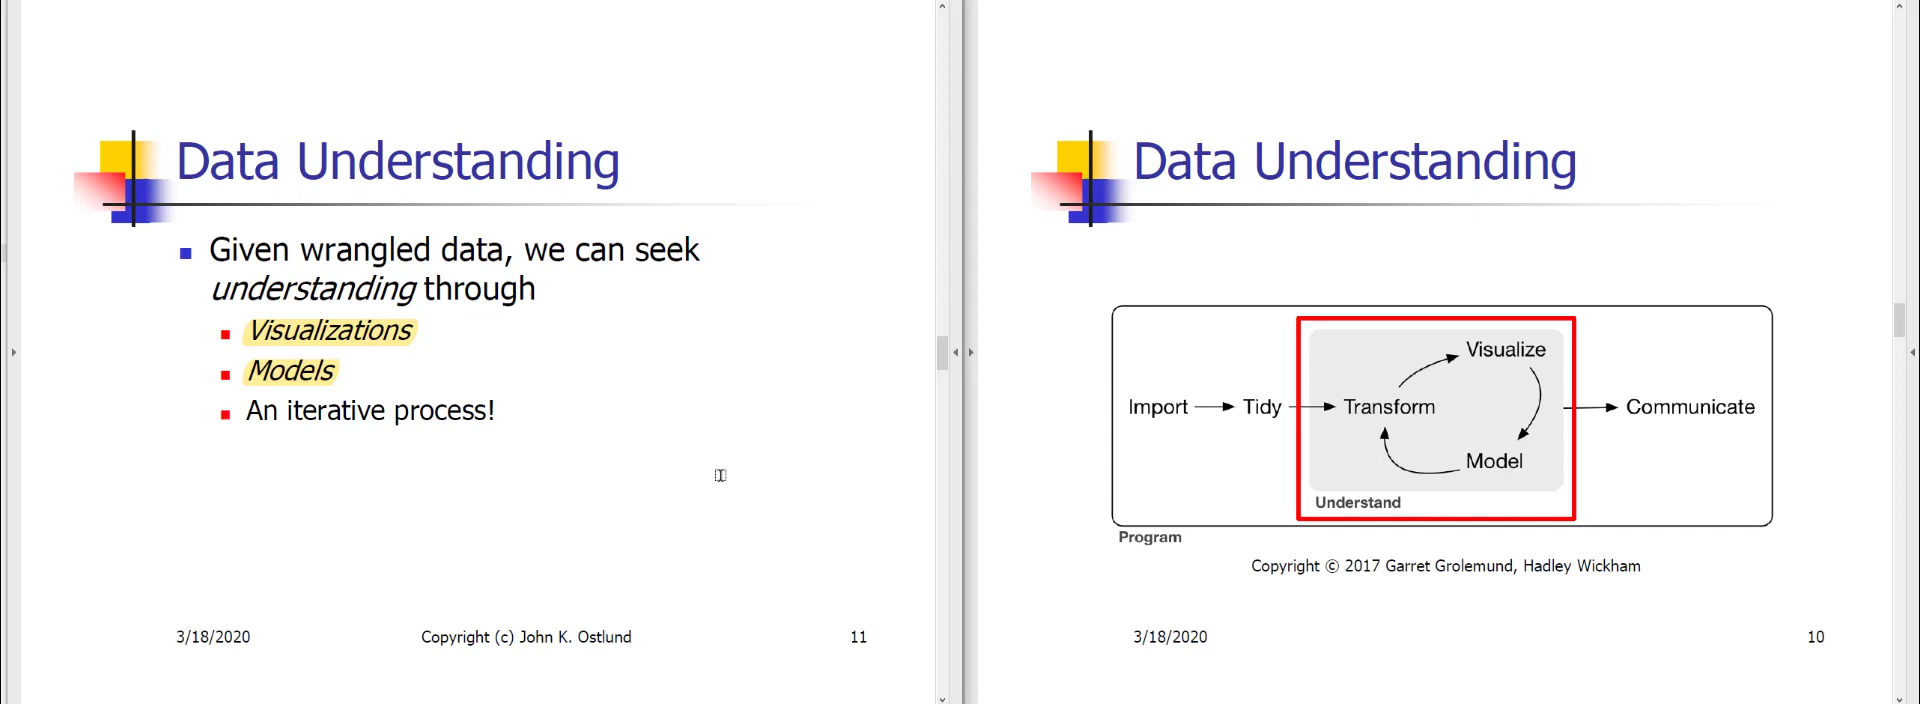 Data Understanding
Given wrangled data, we can seek
understanding through
Visualizations
Models
An iterative process!
3/18/2020
Copyright (c) John K. Ostlund
11
Data Understanding
Visualize
Import
Tidy
Transform
Communicate
Model
Understand
Program
Copyright © 2017 Garret Grolemund, Hadley Wickham
3/18/2020
10